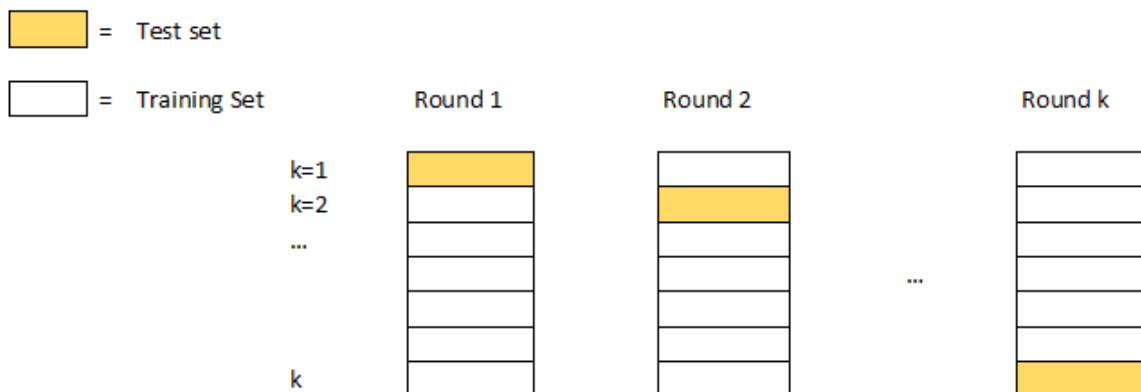 = Test set
= Training Set
Round 1
Round 2
Round k
k=1
k=2
...
...
k